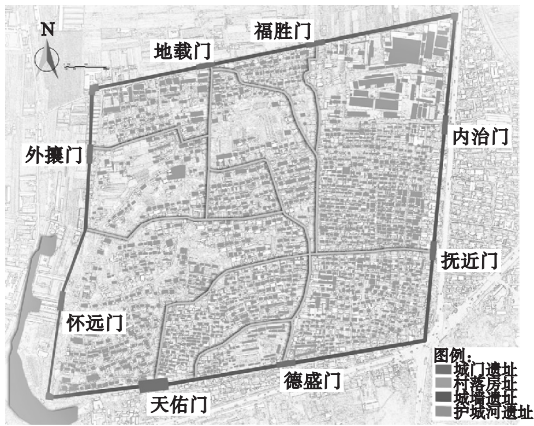 N
福胜门
地载门
内治门
外攘门
抚近门
怀远门
德盛门
天佑门
图例：
城门遗址
村落房址
城墙遗址
护城河遗址